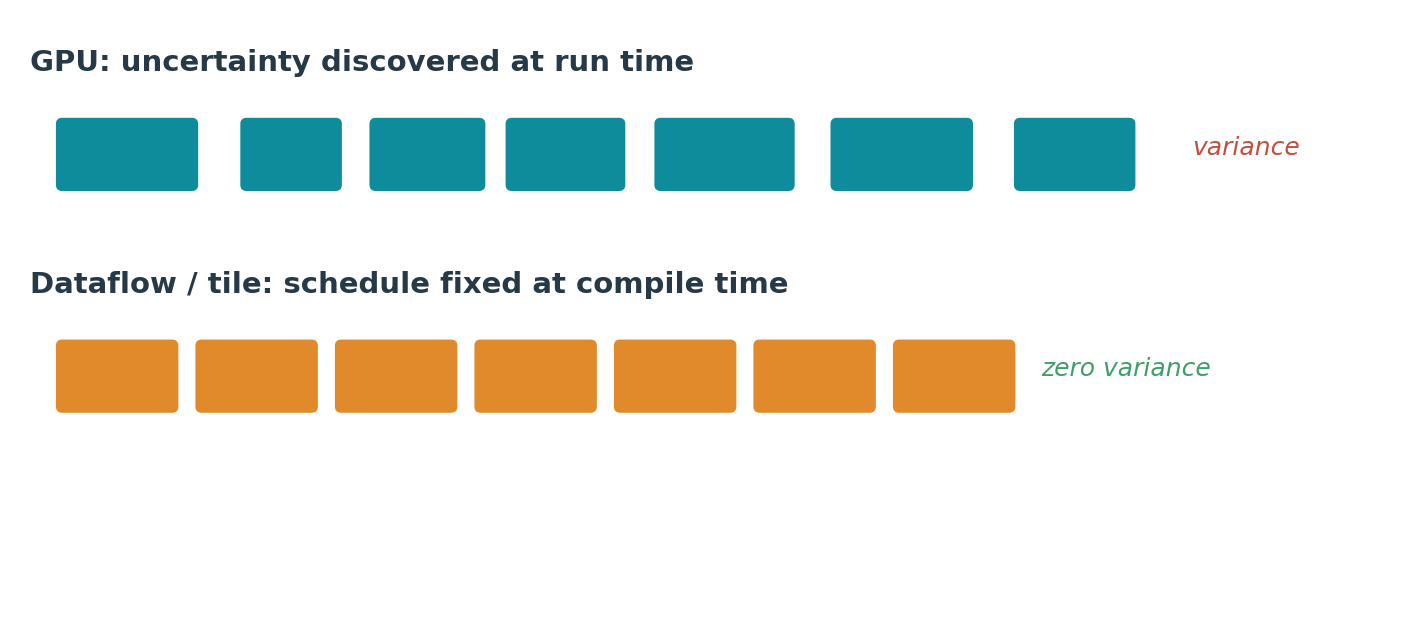 GPU: uncertainty discovered at run time
variance
Dataflow / tile: schedule fixed at compile time
zero variance